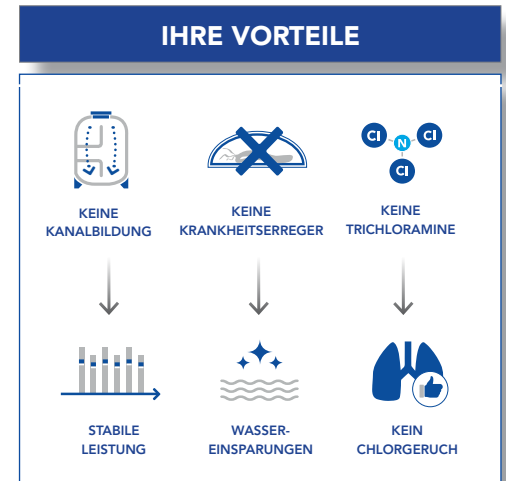 IHRE VORTEILE
Cl
N
Cl
Cl
KEINE
KANALBILDUNG
KEINE
KRANKHEITSERREGER
KEINE
TRICHLORAMINE
STABILE
LEISTUNG
WASSER-
EINSPARUNGEN
KEIN
CHLORGERUCH